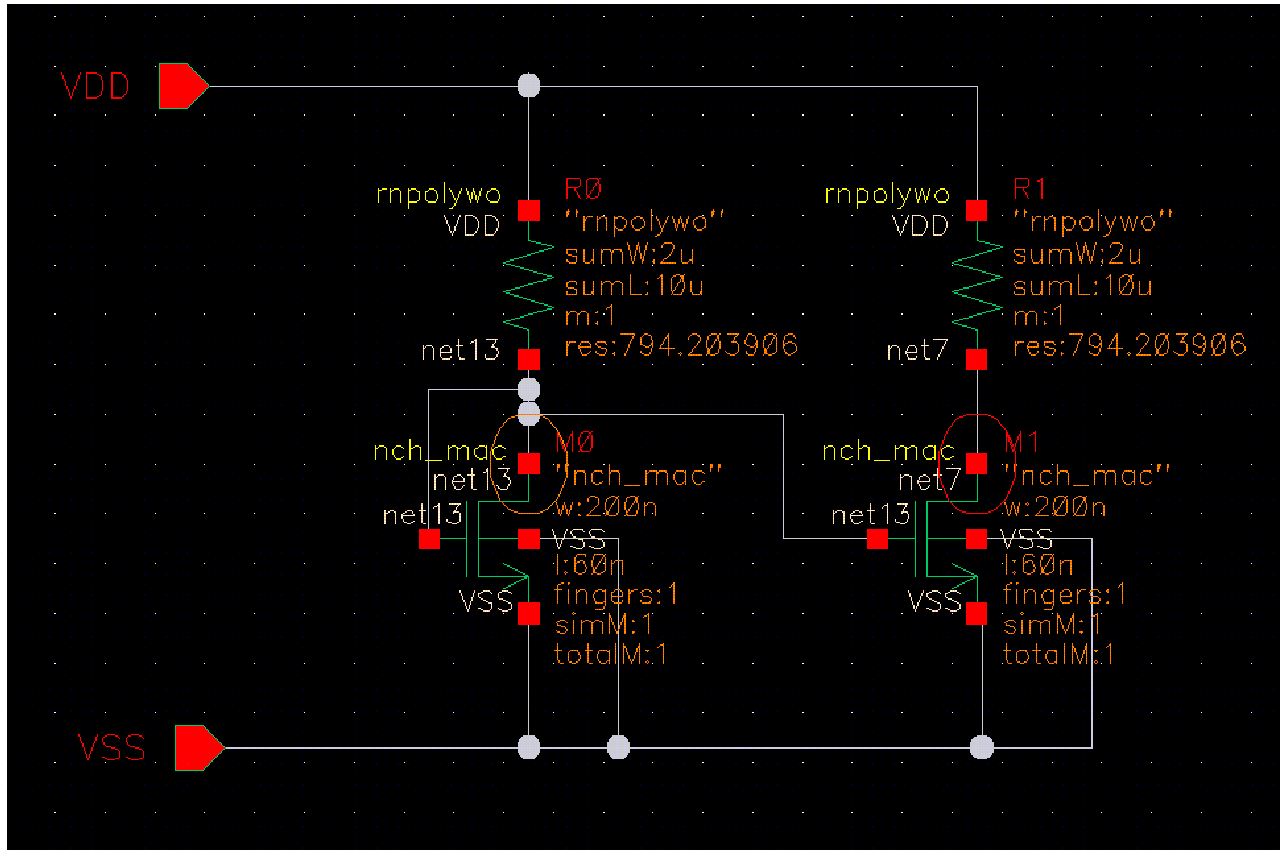 VDD
rnpolywo
VDD
R0
"rnpolywo"
sumW:2u
sumL:10u
m:1
res:794.203906
net13
rnpolywo
VDD
R1
"rnpolywo"
sumW:2u
sumL:10u
m:1
res:794.203906
net7
nch_mac
net13
net13
M0
"nch_mac"
w:200n
VSS
l:60n
fingers:1
simM:1
totalM:1
VSS
nch_mac
net7
net13
M1
"nch_mac"
w:200n
VSS
l:60n
fingers:1
simM:1
totalM:1
VSS
VSS